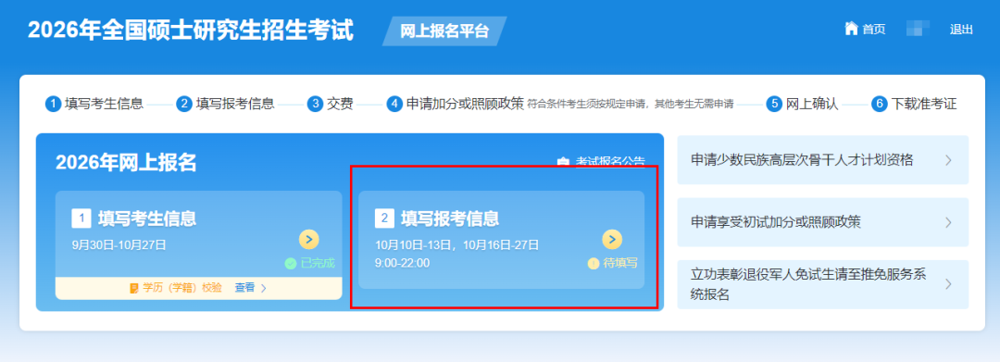 2026年全国硕士研究生招生考试
网上报名平台
首页
退出
1 填写考生信息
2 填写报考信息
3 交费
4 申请加分或照顾政策 符合条件考生须按规定申请，其他考生无需申请
5 网上确认
6 下载准考证
2026年网上报名
考试报名公告
1 填写考生信息
9月30日-10月27日
已完成
学历（学籍）校验 查看
2 填写报考信息
10月10日-13日，10月16日-27日
9:00-22:00
待填写
申请少数民族高层次骨干人才计划资格
申请享受初试加分或照顾政策
立功表彰退役军人免试生请至推免服务系
统报名